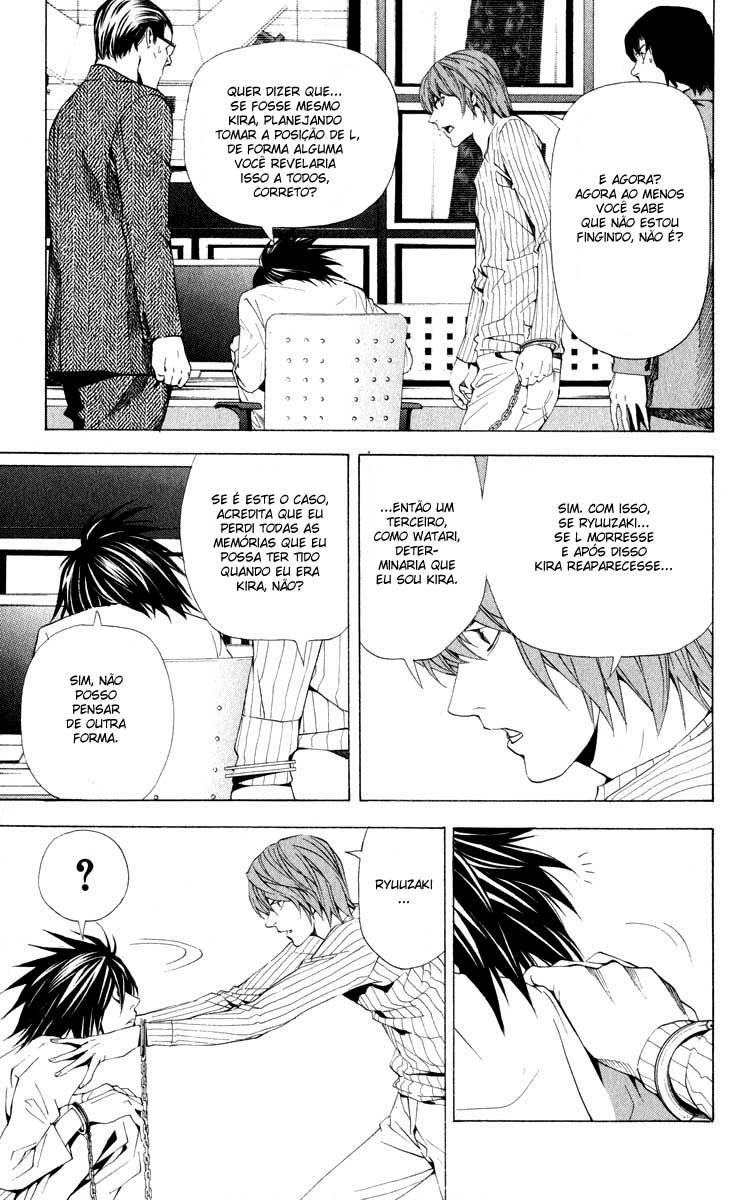 E AGORA?
AGORA AO MENOS
VOCÊ SABE
QUE NÃO ESTOU
FINGINDO, NÃO É?
QUER DIZER QUE...
SE FOSSE MESMO
KIRA, PLANEJANDO
TOMAR A POSIÇÃO DE L,
DE FORMA ALGUMA
VOCÊ REVELARIA
ISSO A TODOS,
CORRETO?
SIM. COM ISSO,
SE RYUUZAKI...
SE L MORRESSE
E APÓS DISSO
KIRA REAPARECESSE...
...ENTÃO UM
TERCEIRO,
COMO WATARI,
DETER-
MINARIA QUE
EU SOU KIRA.
SE É ESTE O CASO,
ACREDITA QUE EU
PERDI TODAS AS
MEMÓRIAS QUE EU
POSSA TER TIDO
QUANDO EU ERA
KIRA, NÃO?
SIM, NÃO
POSSO
PENSAR
DE OUTRA
FORMA.
RYUUZAKI
...
?